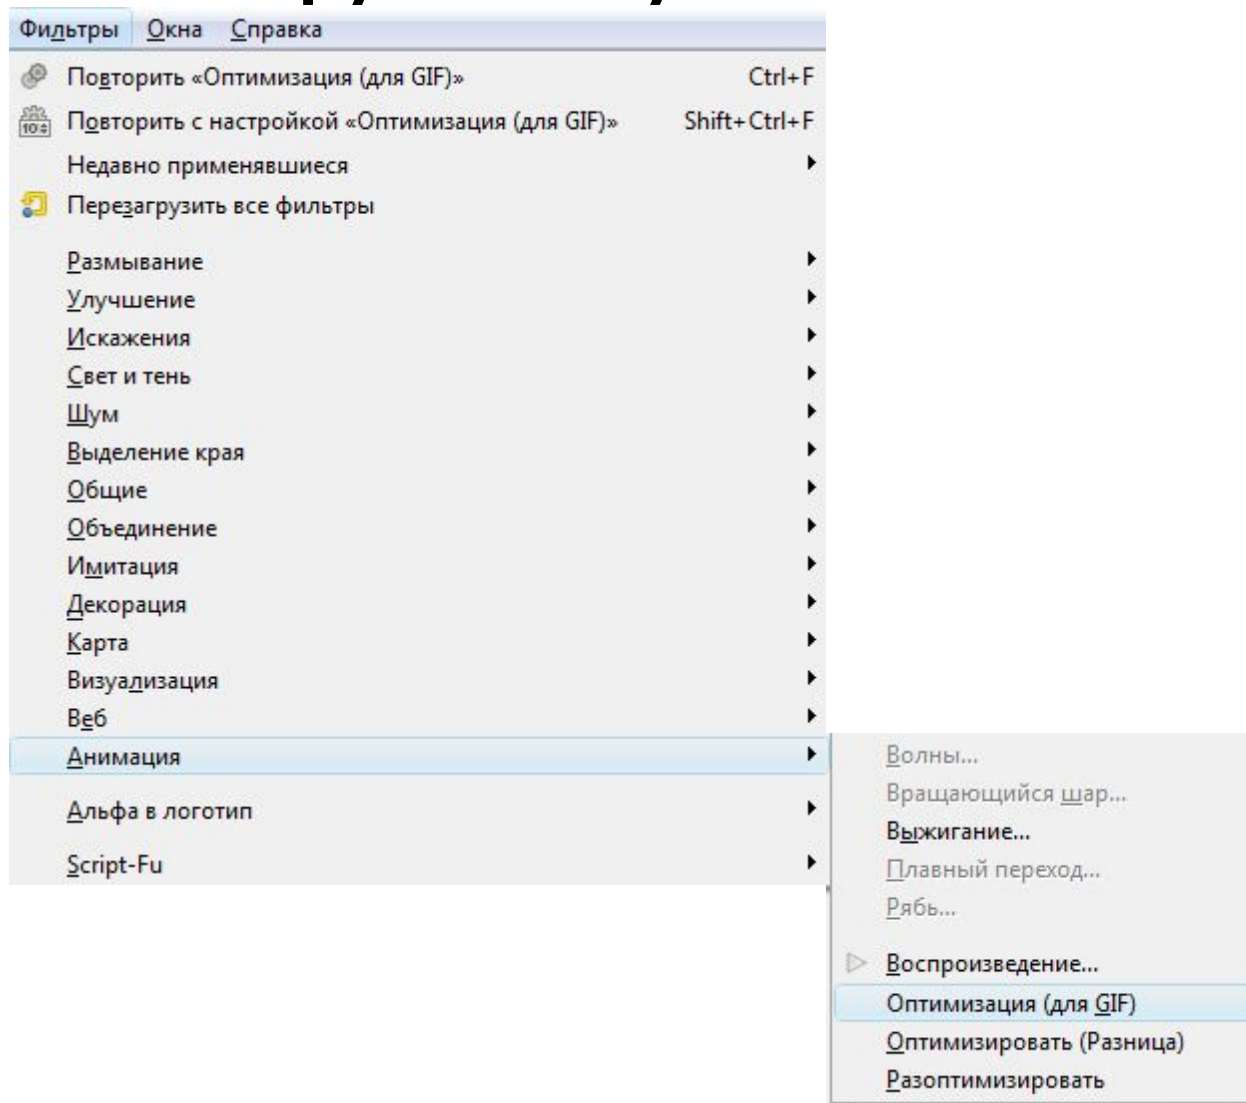 Фильтры Окна Справка
Повторить «Оптимизация (для GIF)» Ctrl+F
Повторить с настройкой «Оптимизация (для GIF)» Shift+Ctrl+F
Недавно применявшиеся
Перезагрузить все фильтры
Размывание
Улучшение
Искажения
Свет и тень
Шум
Выделение края
Общие
Объединение
Имитация
Декорация
Карта
Визуализация
Веб
Анимация
Альфа в логотип
Script-Fu
Волны...
Вращающийся шар...
Выжигание...
Плавный переход...
Рябь...
Воспроизведение...
Оптимизация (для GIF)
Оптимизировать (Разница)
Разоптимизировать